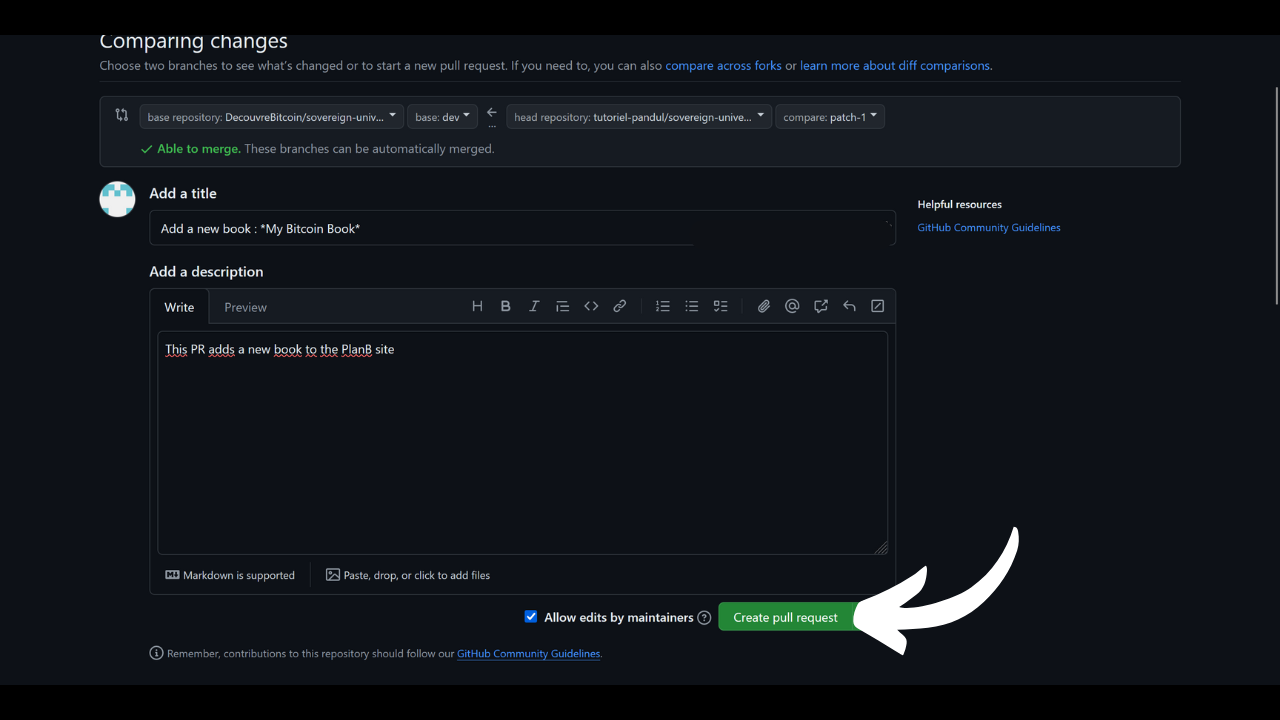 Comparing changes
Choose two branches to see what's changed or to start a new pull request. If you need to, you can also compare across forks or learn more about diff comparisons.
base repository: DecouvreBitcoin/sovereign-univ... base: dev ← ... head repository: tutoriel-pandul/sovereign-unive... compare: patch-1
Able to merge. These branches can be automatically merged.
Add a title
Helpful resources
Add a new book : *My Bitcoin Book*
GitHub Community Guidelines
Add a description
Write Preview
This PR adds a new book to the PlanB site
Markdown is supported Paste, drop, or click to add files
Allow edits by maintainers Create pull request
Remember, contributions to this repository should follow our GitHub Community Guidelines.